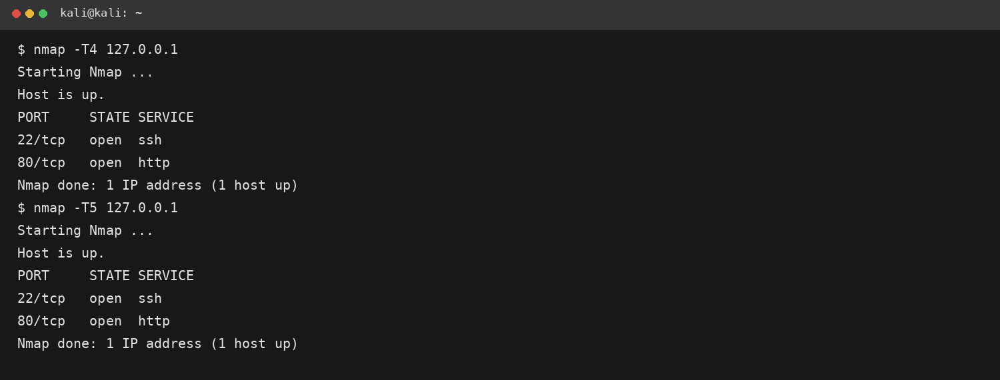 kali@kali: ~
$ nmap -T4 127.0.0.1
Starting Nmap ...
Host is up.
PORT     STATE SERVICE
22/tcp   open  ssh
80/tcp   open  http
Nmap done: 1 IP address (1 host up)
$ nmap -T5 127.0.0.1
Starting Nmap ...
Host is up.
PORT     STATE SERVICE
22/tcp   open  ssh
80/tcp   open  http
Nmap done: 1 IP address (1 host up)